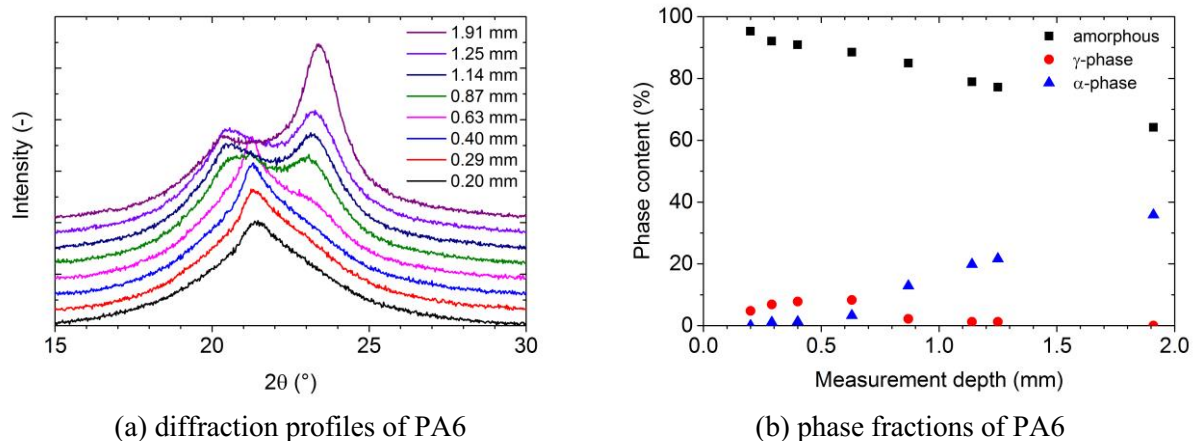 Intensity (-)
1.91 mm
1.25 mm
1.14 mm
0.87 mm
0.63 mm
0.40 mm
0.29 mm
0.20 mm
15 20 25 30
2θ (°)
(a) diffraction profiles of PA6
Phase content (%)
100
80
60
40
20
0
amorphous
γ-phase
α-phase
0.0 0.5 1.0 1.5 2.0
Measurement depth (mm)
(b) phase fractions of PA6